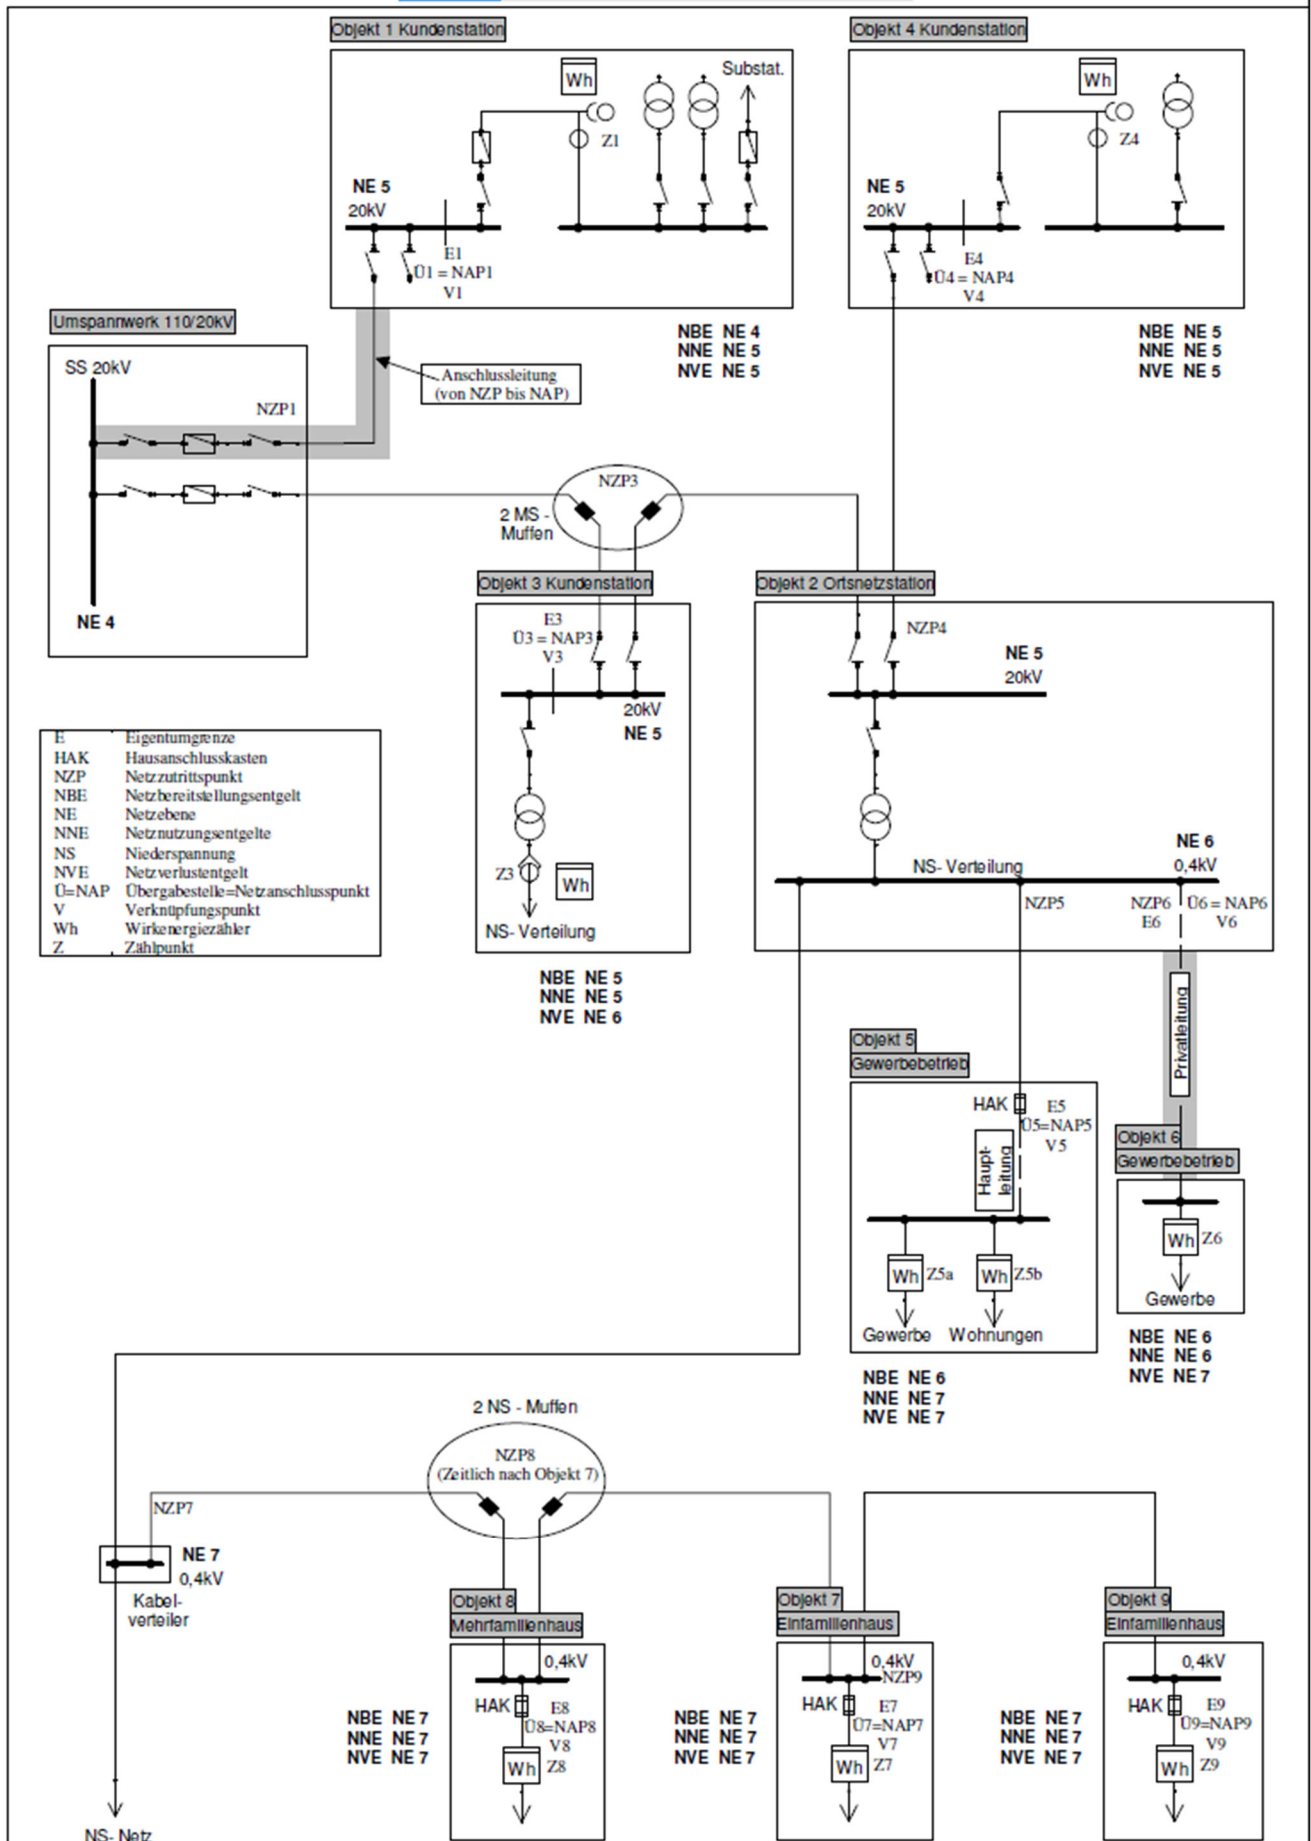 Objekt 1 Kundenstation
Wh
Substat.
Z1
NE 5
20kV
E1
Ü1 = NAP1
V1
NBE NE 4
NNE NE 5
NVE NE 5
Objekt 4 Kundenstation
Wh
Z4
NE 5
20kV
E4
Ü4 = NAP4
V4
NBE NE 5
NNE NE 5
NVE NE 5
Umspannwerk 110/20kV
SS 20kV
NZP1
NE 4
Anschlussleitung
(von NZP bis NAP)
NZP3
2 MS -
Muffen
Objekt 3 Kundenstation
E3
Ü3 = NAP3
V3
20kV
NE 5
Z3
Wh
NS- Verteilung
NBE NE 5
NNE NE 5
NVE NE 6
Objekt 2 Ortsnetzstation
NZP4
NE 5
20kV
NE 6
0,4kV
NS- Verteilung
NZP5
NZP6
E6
Ü6 = NAP6
V6
E Eigentumgrenze
HAK Hausanschlusskasten
NZP Netzzutrittspunkt
NBE Netzbereitstellungsentgelt
NE Netzebene
NNE Netznutzungsentgelte
NS Niederspannung
NVE Netzverlustentgelt
Ü=NAP Übergabestelle=Netzanschlusspunkt
V Verknüpfungspunkt
Wh Wirkenergiezähler
Z Zählpunkt
Privatleitung
Objekt 5
Gewerbebetrieb
HAK
E5
Ü5=NAP5
V5
Haupt-
leitung
Wh
Z5a
Wh
Z5b
Gewerbe
Wohnungen
NBE NE 6
NNE NE 7
NVE NE 7
Objekt 6
Gewerbebetrieb
Wh
Z6
Gewerbe
NBE NE 6
NNE NE 6
NVE NE 7
2 NS - Muffen
NZP8
(Zeitlich nach Objekt 7)
NZP7
NE 7
0,4kV
Kabel-
verteiler
NS- Netz
Objekt 8
Mehrfamilienhaus
0,4kV
HAK
E8
Ü8=NAP8
V8
Wh
Z8
NBE NE 7
NNE NE 7
NVE NE 7
Objekt 7
Einfamilienhaus
0,4kV
NZP9
HAK
E7
Ü7=NAP7
V7
Wh
Z7
NBE NE 7
NNE NE 7
NVE NE 7
Objekt 9
Einfamilienhaus
0,4kV
HAK
E9
Ü9=NAP9
V9
Wh
Z9
NBE NE 7
NNE NE 7
NVE NE 7